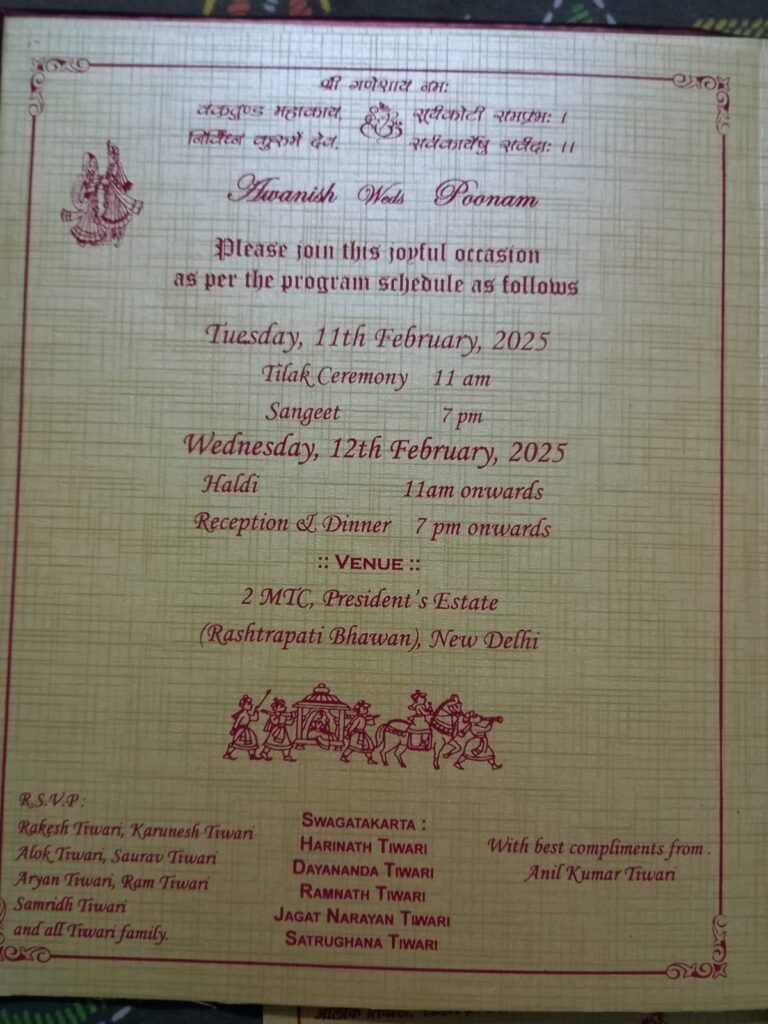 श्री गणेशाय नमः
वक्रतुण्ड महाकाय, सूर्यकोटी समप्रभः ।
निर्विघ्नं कुरुमे देव, सर्वकार्येषु सर्वदाः ।।
Awanish Weds Poonam
Please join this joyful occasion
as per the program schedule as follows
Tuesday, 11th February, 2025
Tilak Ceremony 11 am
Sangeet 7 pm
Wednesday, 12th February, 2025
Haldi 11am onwards
Reception & Dinner 7 pm onwards
:: VENUE ::
2 MTC, President's Estate
(Rashtrapati Bhawan), New Delhi
R.S.V.P :
Rakesh Tiwari, Karunesh Tiwari
Alok Tiwari, Saurav Tiwari
Aryan Tiwari, Ram Tiwari
Samridh Tiwari
and all Tiwari family.
SWAGATAKARTA :
HARINATH TIWARI
DAYANANDA TIWARI
RAMNATH TIWARI
JAGAT NARAYAN TIWARI
SATRUGHANA TIWARI
With best compliments from
Anil Kumar Tiwari